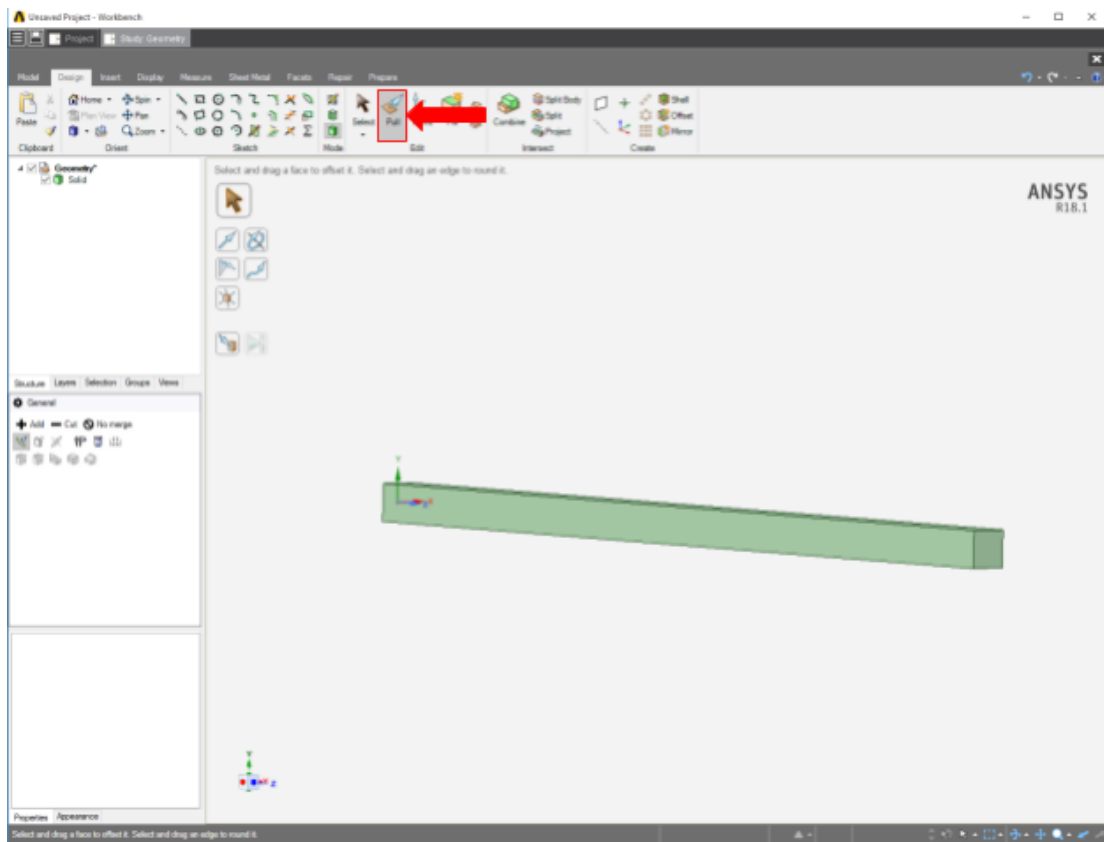 Unsaved Project - Workbench
Project Study: Geometry
Model Design Insert Display Measure Sheet Metal Facets Repair Prepare
Home Spin
Plan View Pan
Zoom
Paste
Select Pull
Combine
Split Body
Split
Project
Shell
Offset
Mirror
Clipboard Orient Sketch Mode Edit Intersect Create
Geometry*
Solid
Select and drag a face to offset it. Select and drag an edge to round it.
ANSYS
R18.1
Structure Layers Selection Groups Views
General
Add Cut No merge
Y
X
Y
X Z
Properties Appearance
Select and drag a face to offset it. Select and drag an edge to round it.